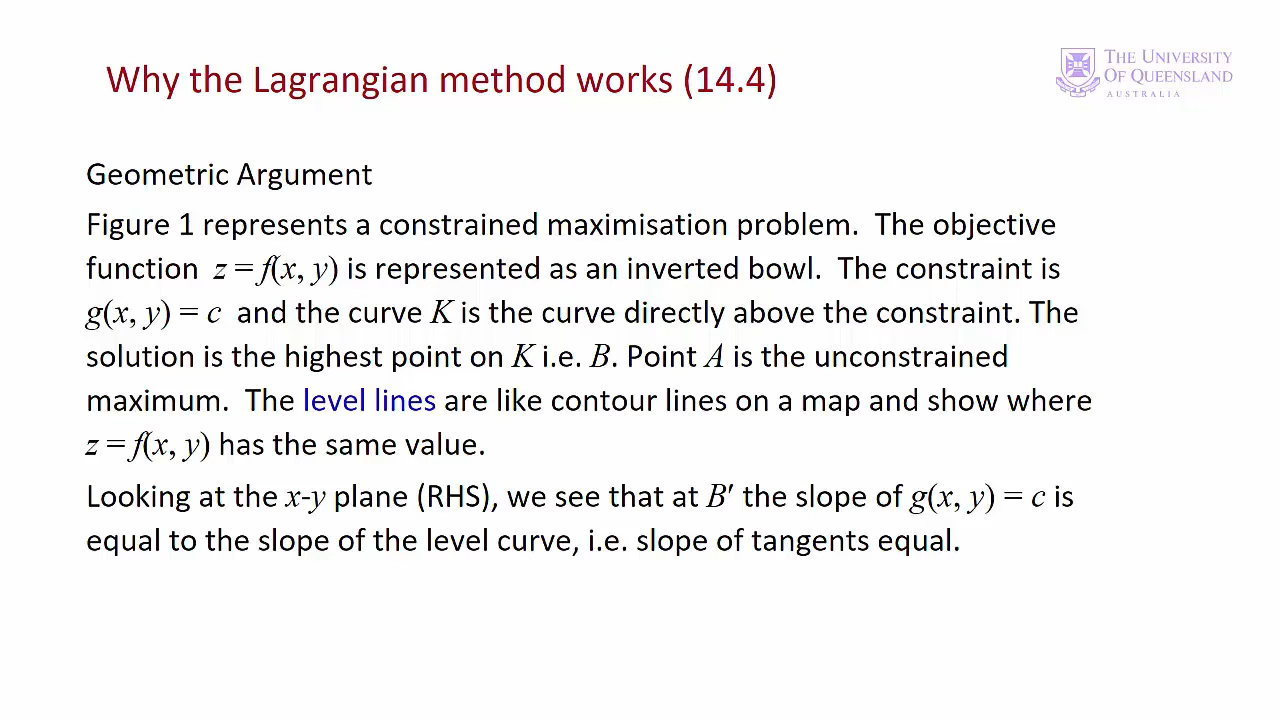 Why the Lagrangian method works (14.4)
THE UNIVERSITY
OF QUEENSLAND
AUSTRALIA
Geometric Argument
Figure 1 represents a constrained maximisation problem. The objective
function z = f(x, y) is represented as an inverted bowl. The constraint is
g(x, y) = c and the curve K is the curve directly above the constraint. The
solution is the highest point on K i.e. B. Point A is the unconstrained
maximum. The level lines are like contour lines on a map and show where
z = f(x, y) has the same value.
Looking at the x-y plane (RHS), we see that at B′ the slope of g(x, y) = c is
equal to the slope of the level curve, i.e. slope of tangents equal.